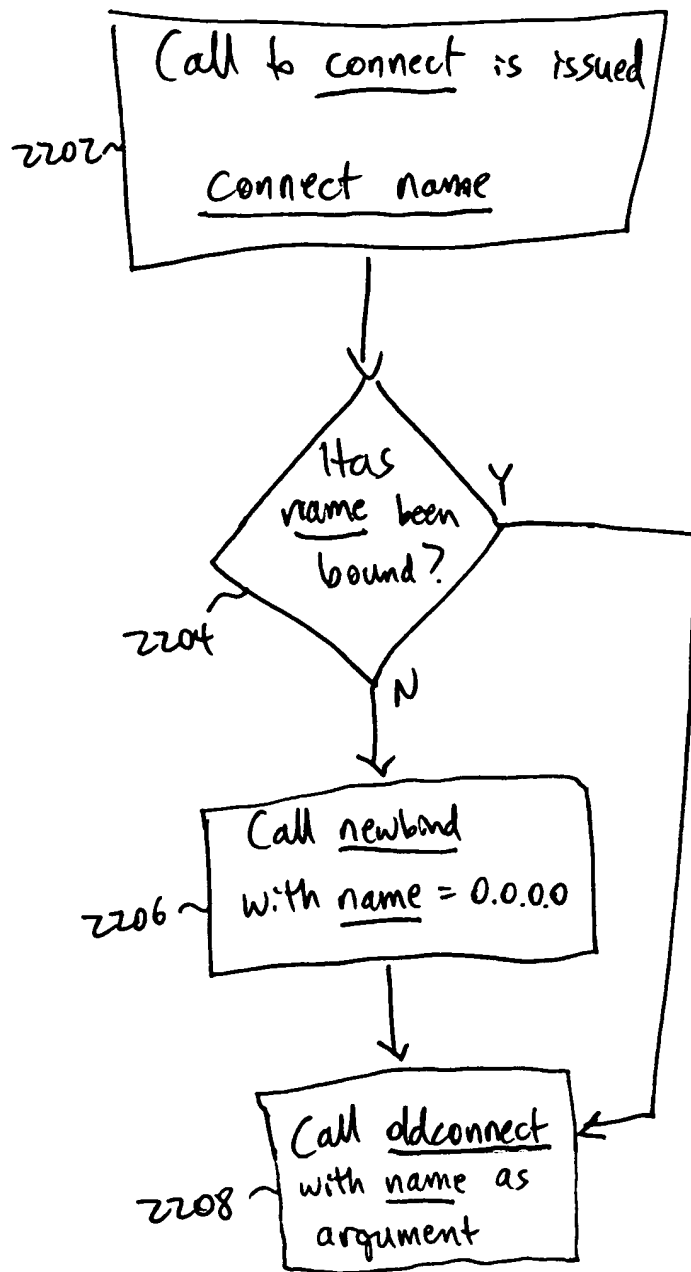 Call to connect is issued
2202
connect name
Has
name been
bound?
Y
2204
N
Call newbind
with name = 0.0.0.0
2206
Call oldconnect
with name as
2208
argument